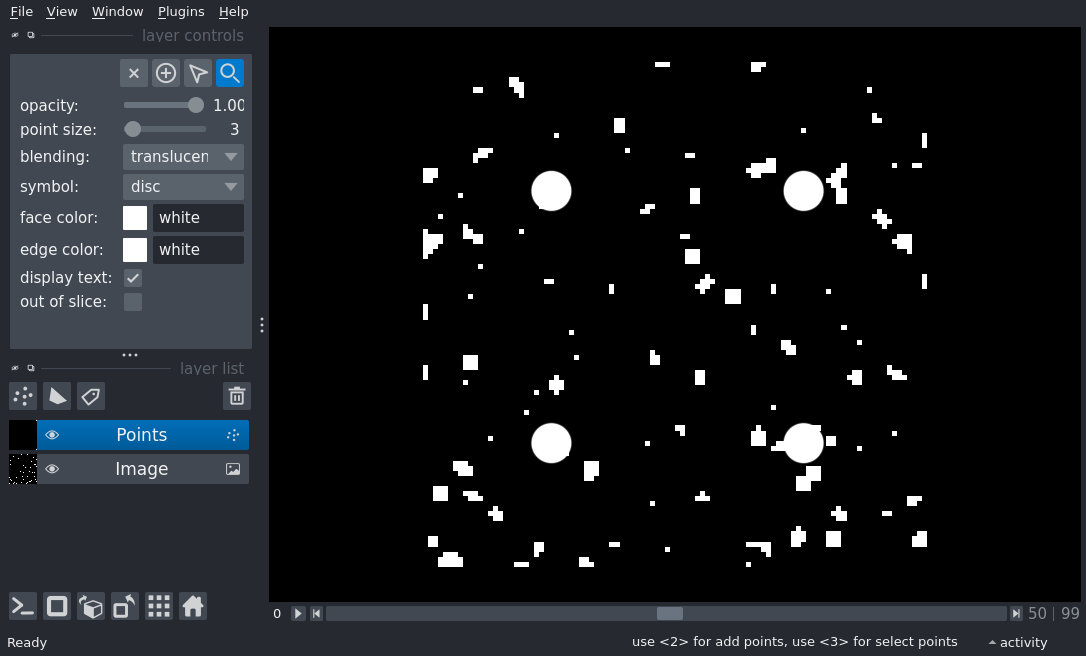 File View Window Plugins Help
layer controls
opacity: 1.00
point size: 3
blending: translucen
symbol: disc
face color: white
edge color: white
display text:
out of slice:
layer list
Points
Image
0 50 99
Ready use <2> for add points, use <3> for select points activity